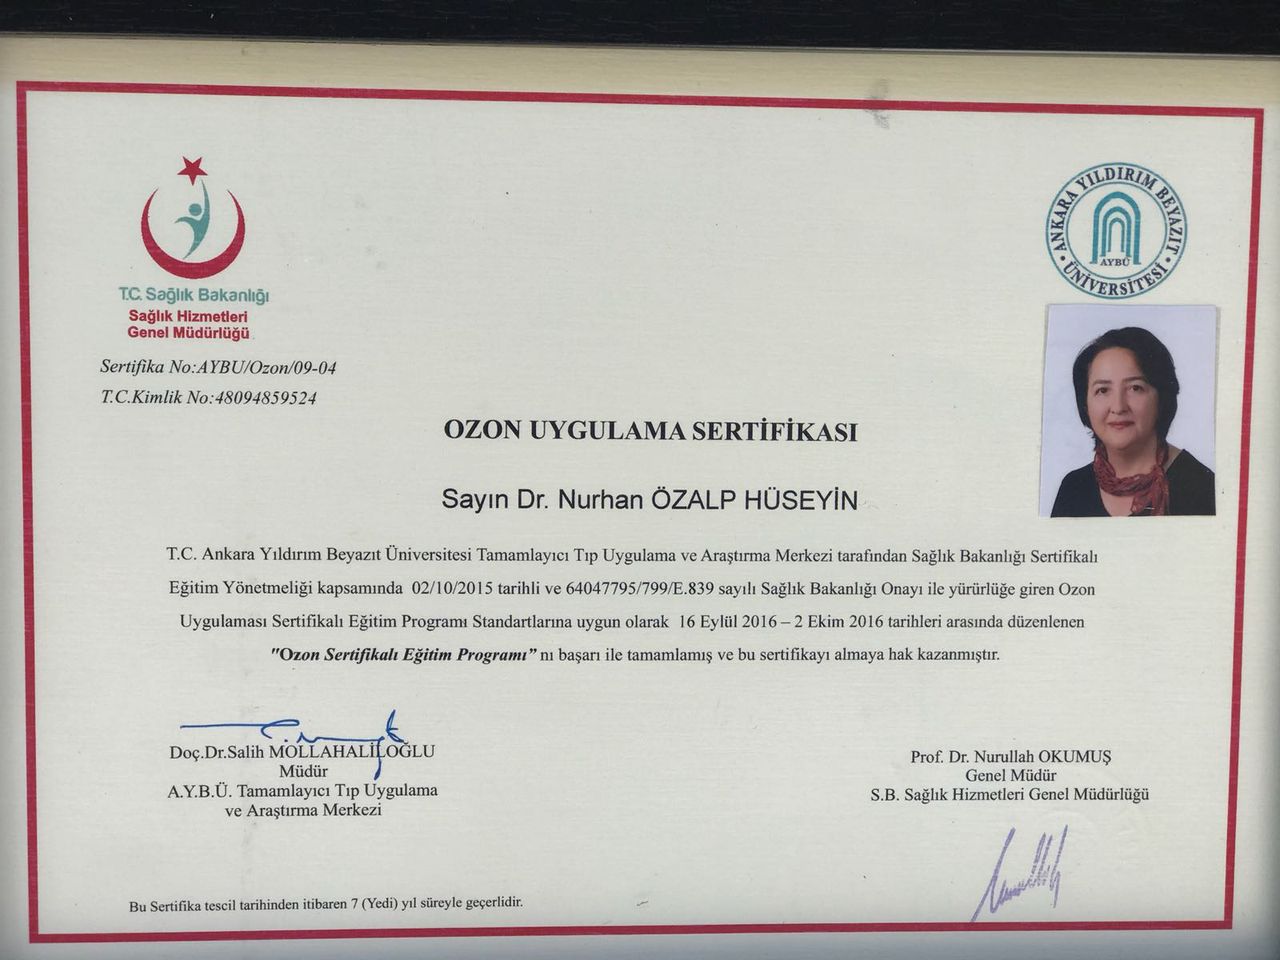 T.C. Sağlık Bakanlığı
Sağlık Hizmetleri
Genel Müdürlüğü
ANKARA YILDIRIM BEYAZIT
AYBÜ
• ÜNİVERSİTESİ •
Sertifika No:AYBU/Ozon/09-04
T.C.Kimlik No:48094859524
OZON UYGULAMA SERTİFİKASI
Sayın Dr. Nurhan ÖZALP HÜSEYİN
T.C. Ankara Yıldırım Beyazıt Üniversitesi Tamamlayıcı Tıp Uygulama ve Araştırma Merkezi tarafından Sağlık Bakanlığı Sertifikalı
Eğitim Yönetmeliği kapsamında 02/10/2015 tarihli ve 64047795/799/E.839 sayılı Sağlık Bakanlığı Onayı ile yürürlüğe giren Ozon
Uygulaması Sertifikalı Eğitim Programı Standartlarına uygun olarak 16 Eylül 2016 – 2 Ekim 2016 tarihleri arasında düzenlenen
"Ozon Sertifikalı Eğitim Programı” nı başarı ile tamamlamış ve bu sertifikayı almaya hak kazanmıştır.
Doç.Dr.Salih MOLLAHALİLOĞLU
Müdür
A.Y.B.Ü. Tamamlayıcı Tıp Uygulama
ve Araştırma Merkezi
Prof. Dr. Nurullah OKUMUŞ
Genel Müdür
S.B. Sağlık Hizmetleri Genel Müdürlüğü
Bu Sertifika tescil tarihinden itibaren 7 (Yedi) yıl süreyle geçerlidir.